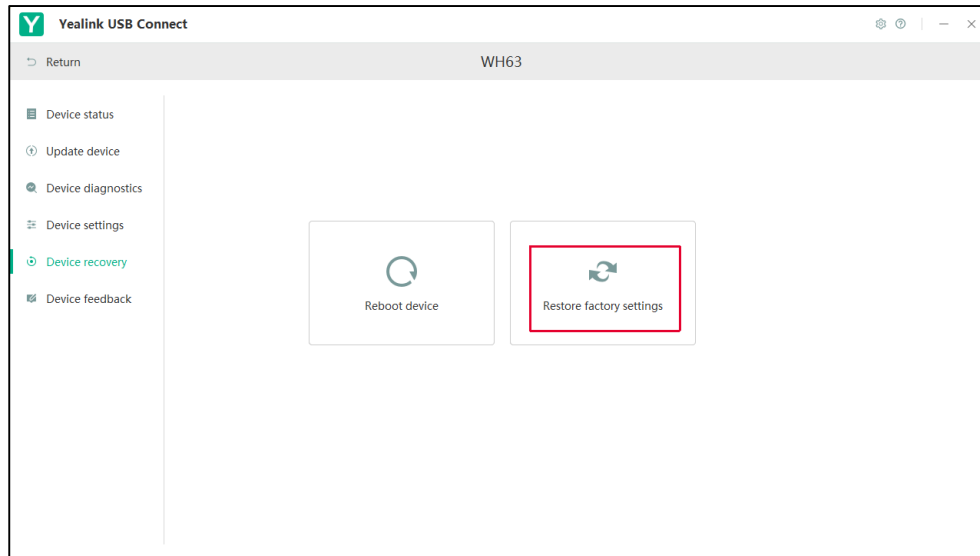 Yealink USB Connect
Return
WH63
Device status
Update device
Device diagnostics
Device settings
Device recovery
Device feedback
Reboot device
Restore factory settings